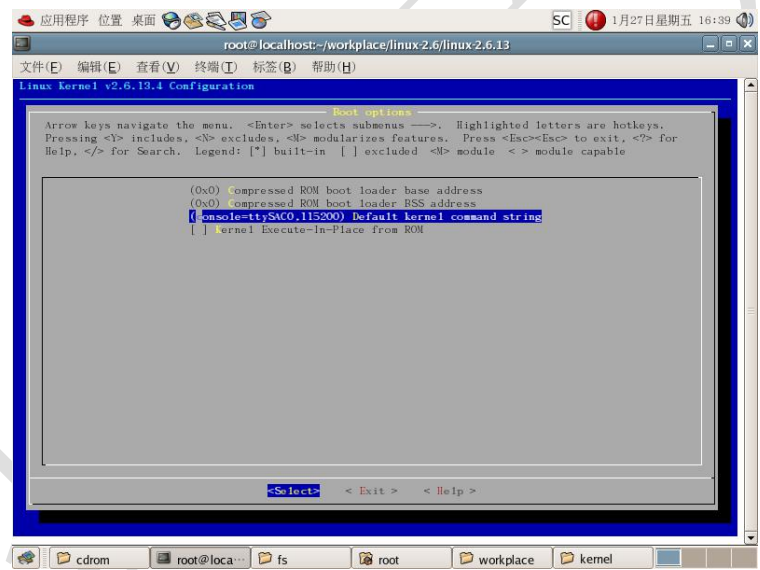 应用程序 位置 桌面 SC 1月27日星期五 16:39
root@localhost:~/workplace/linux-2.6/linux-2.6.13
文件(F) 编辑(E) 查看(V) 终端(T) 标签(B) 帮助(H)
Linux Kernel v2.6.13.4 Configuration
Boot options
Arrow keys navigate the menu. <Enter> selects submenus --->. Highlighted letters are hotkeys.
Pressing <Y> includes, <N> excludes, <M> modularizes features. Press <Esc><Esc> to exit, <?> for
Help, </> for Search. Legend: [*] built-in [ ] excluded <M> module < > module capable
(0x0) Compressed ROM boot loader base address
(0x0) Compressed ROM boot loader BSS address
(console=ttySAC0,115200) Default kernel command string
[ ] Kernel Execute-In-Place from ROM
<Select> < Exit > < Help >
cdrom root@loca··· fs root workplace kernel